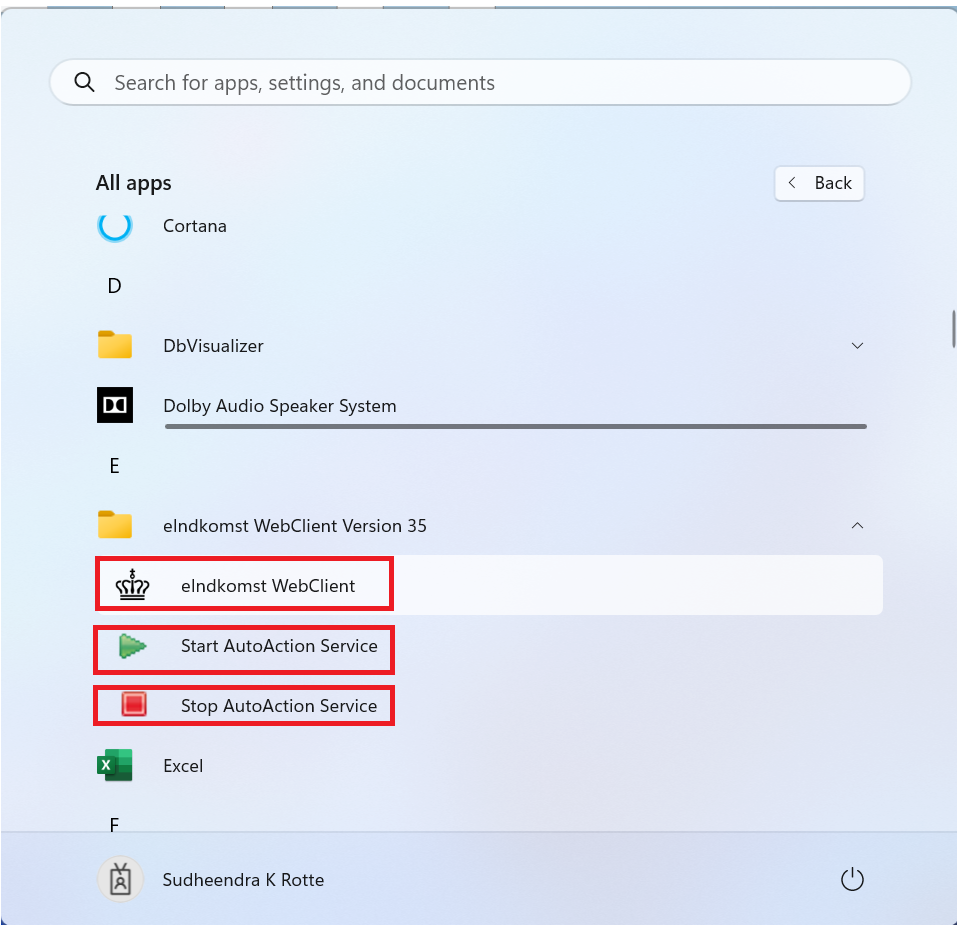 Search for apps, settings, and documents
All apps
Back
Cortana
D
DbVisualizer
Dolby Audio Speaker System
E
eIndkomst WebClient Version 35
eIndkomst WebClient
Start AutoAction Service
Stop AutoAction Service
Excel
F
Sudheendra K Rotte